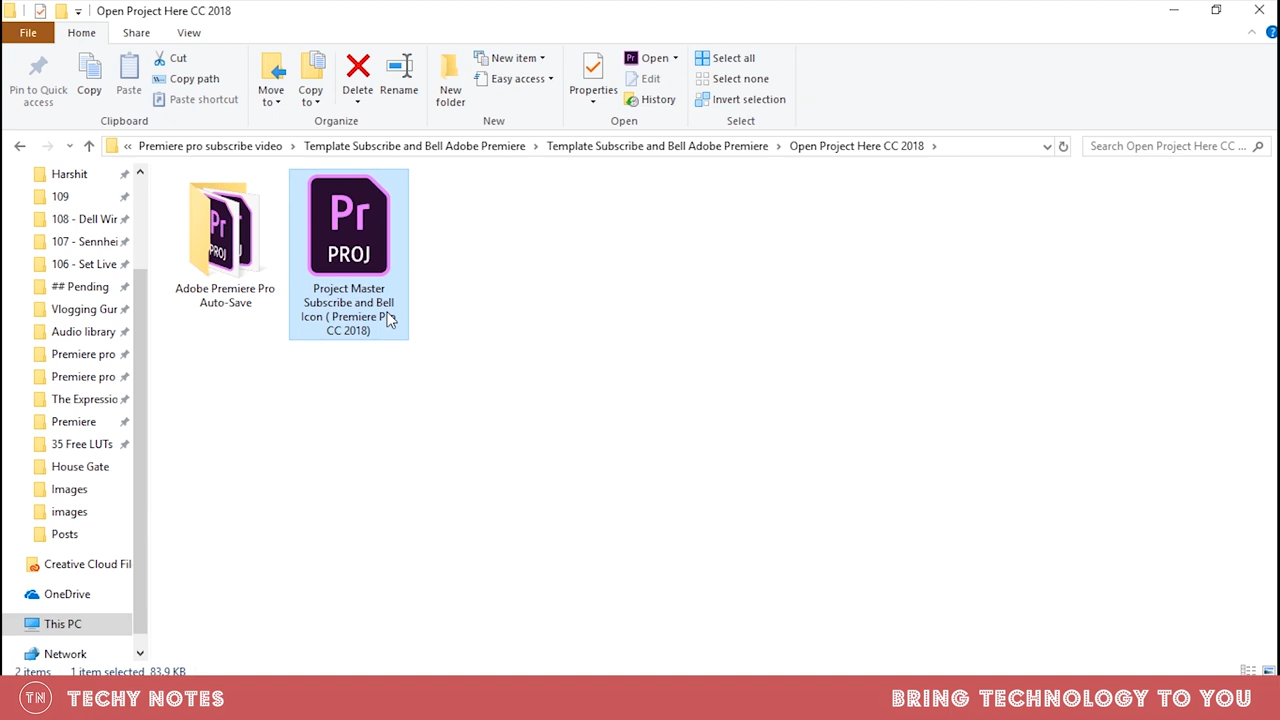 Open Project Here CC 2018
File
Home
Share
View
Pin to Quick
access
Copy
Paste
Cut
Copy path
Paste shortcut
Clipboard
Move
to
Copy
to
Delete
Rename
Organize
New
folder
New item
Easy access
New
Properties
Open
Edit
History
Open
Select all
Select none
Invert selection
Select
« Premiere pro subscribe video > Template Subscribe and Bell Adobe Premiere > Template Subscribe and Bell Adobe Premiere > Open Project Here CC 2018 >
Search Open Project Here CC ...
Harshit
109
108 - Dell Wir
107 - Sennhei
106 - Set Live
## Pending
Vlogging Gur
Audio library
Premiere pro
Premiere pro
The Expressio
Premiere
35 Free LUTs
House Gate
Images
images
Posts
Creative Cloud Fil
OneDrive
This PC
Network
Adobe Premiere Pro
Auto-Save
Pr
PROJ
Project Master
Subscribe and Bell
Icon ( Premiere Pro
CC 2018)
2 items 1 item selected 83.9 KB
TN TECHY NOTES
BRING TECHNOLOGY TO YOU